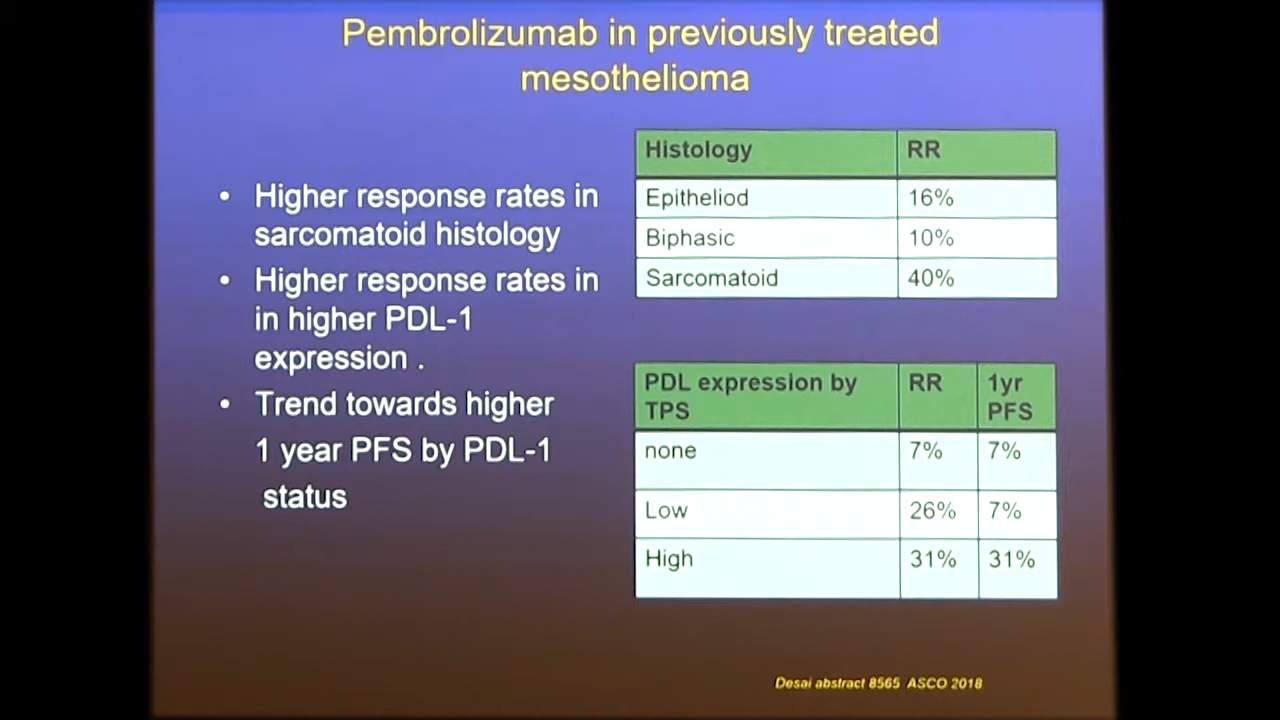 Pembrolizumab in previously treated
mesothelioma
• Higher response rates in
sarcomatoid histology
• Higher response rates in
in higher PDL-1
expression .
• Trend towards higher
1 year PFS by PDL-1
status
Histology RR
Epitheliod 16%
Biphasic 10%
Sarcomatoid 40%
PDL expression by TPS RR 1yr PFS
none 7% 7%
Low 26% 7%
High 31% 31%
Desai abstract 8565 ASCO 2018